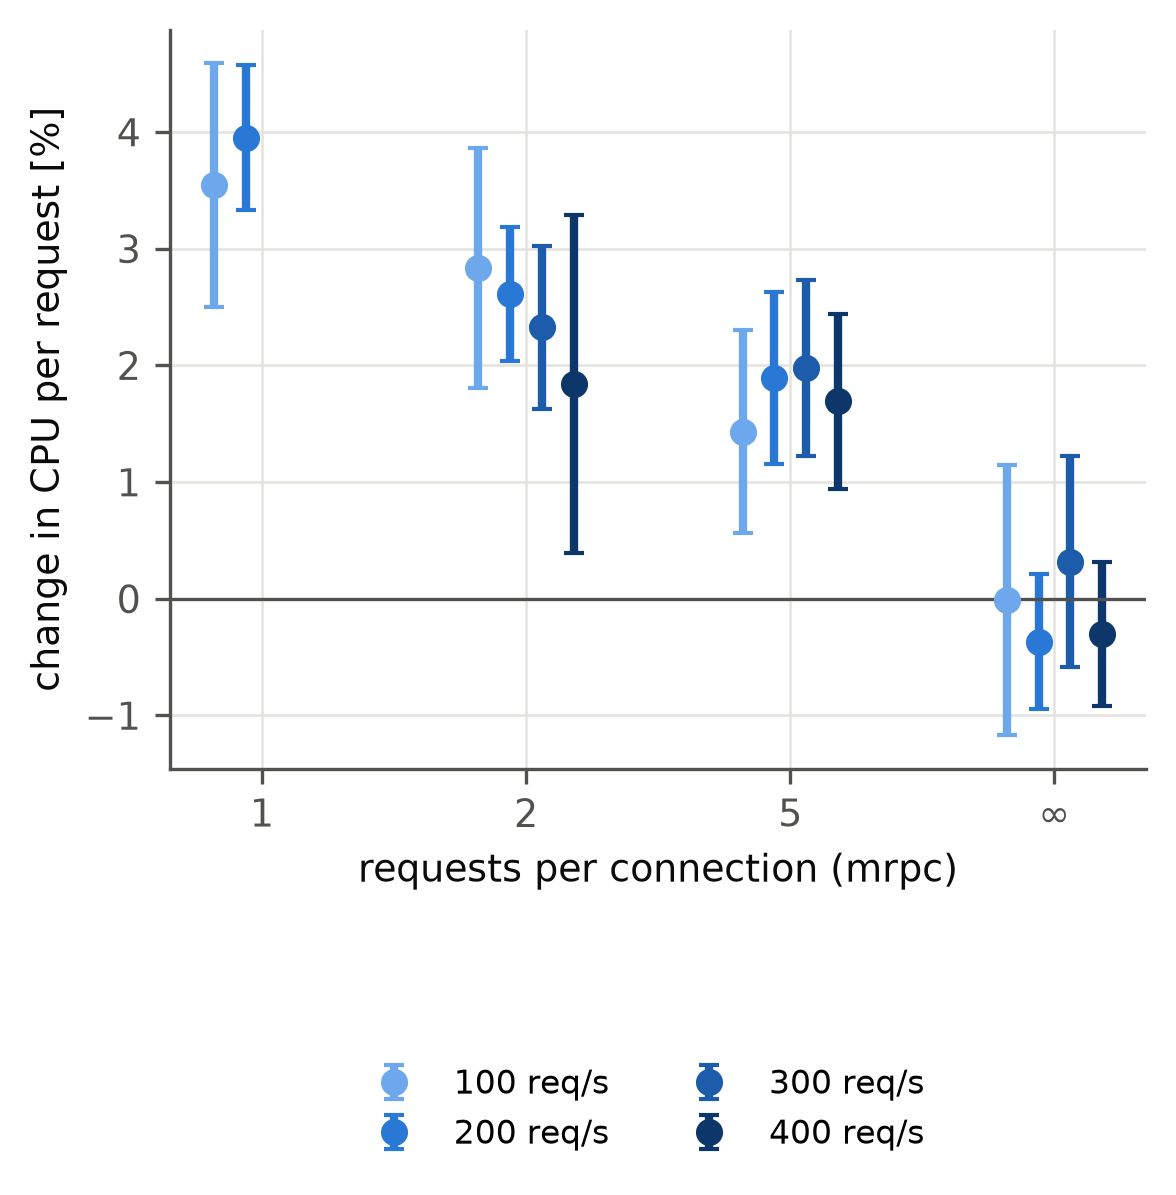 change in CPU per request [%]
4
3
2
1
0
−1
1 2 5 ∞
requests per connection (mrpc)
100 req/s 300 req/s
200 req/s 400 req/s